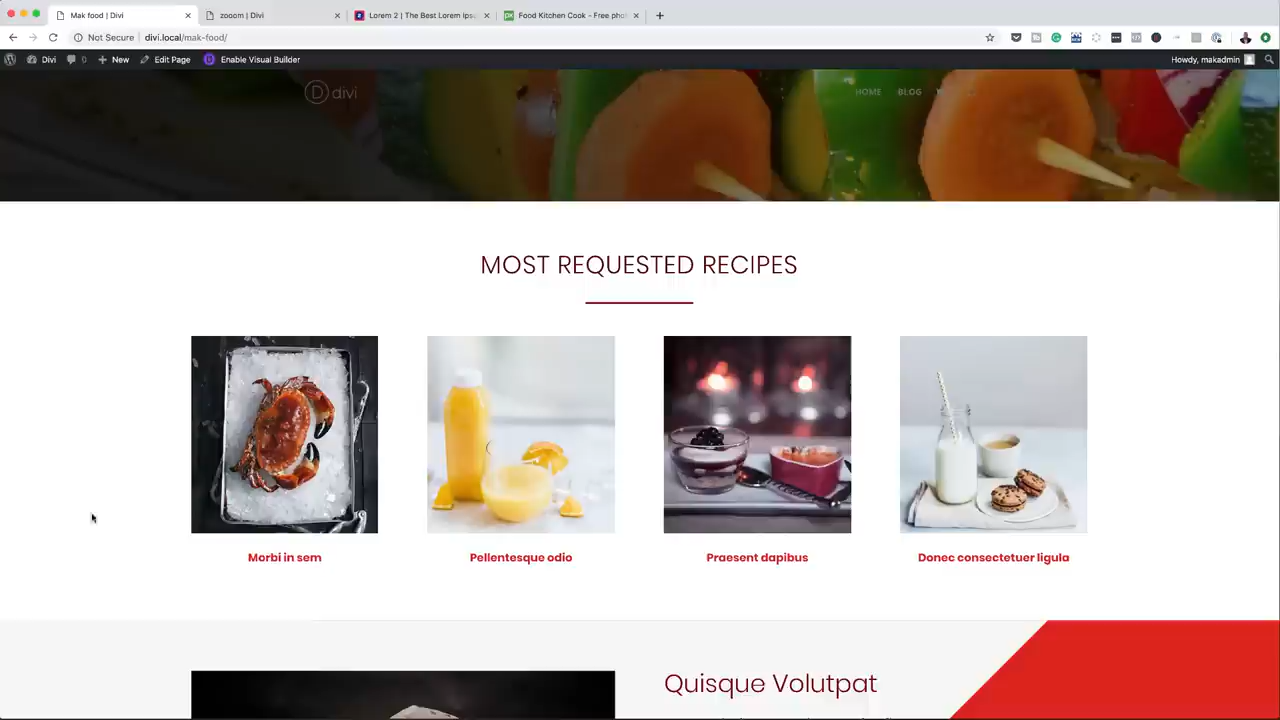 Mak food | Divi
zooom | Divi
Lorem 2 | The Best Lorem Ips
Food Kitchen Cook - Free pho
Not Secure
divi.local/mak-food/
Divi
0
New
Edit Page
Enable Visual Builder
Howdy, makadmin
divi
HOME
BLOG
MOST REQUESTED RECIPES
Morbi in sem
Pellentesque odio
Praesent dapibus
Donec consectetuer ligula
Quisque Volutpat